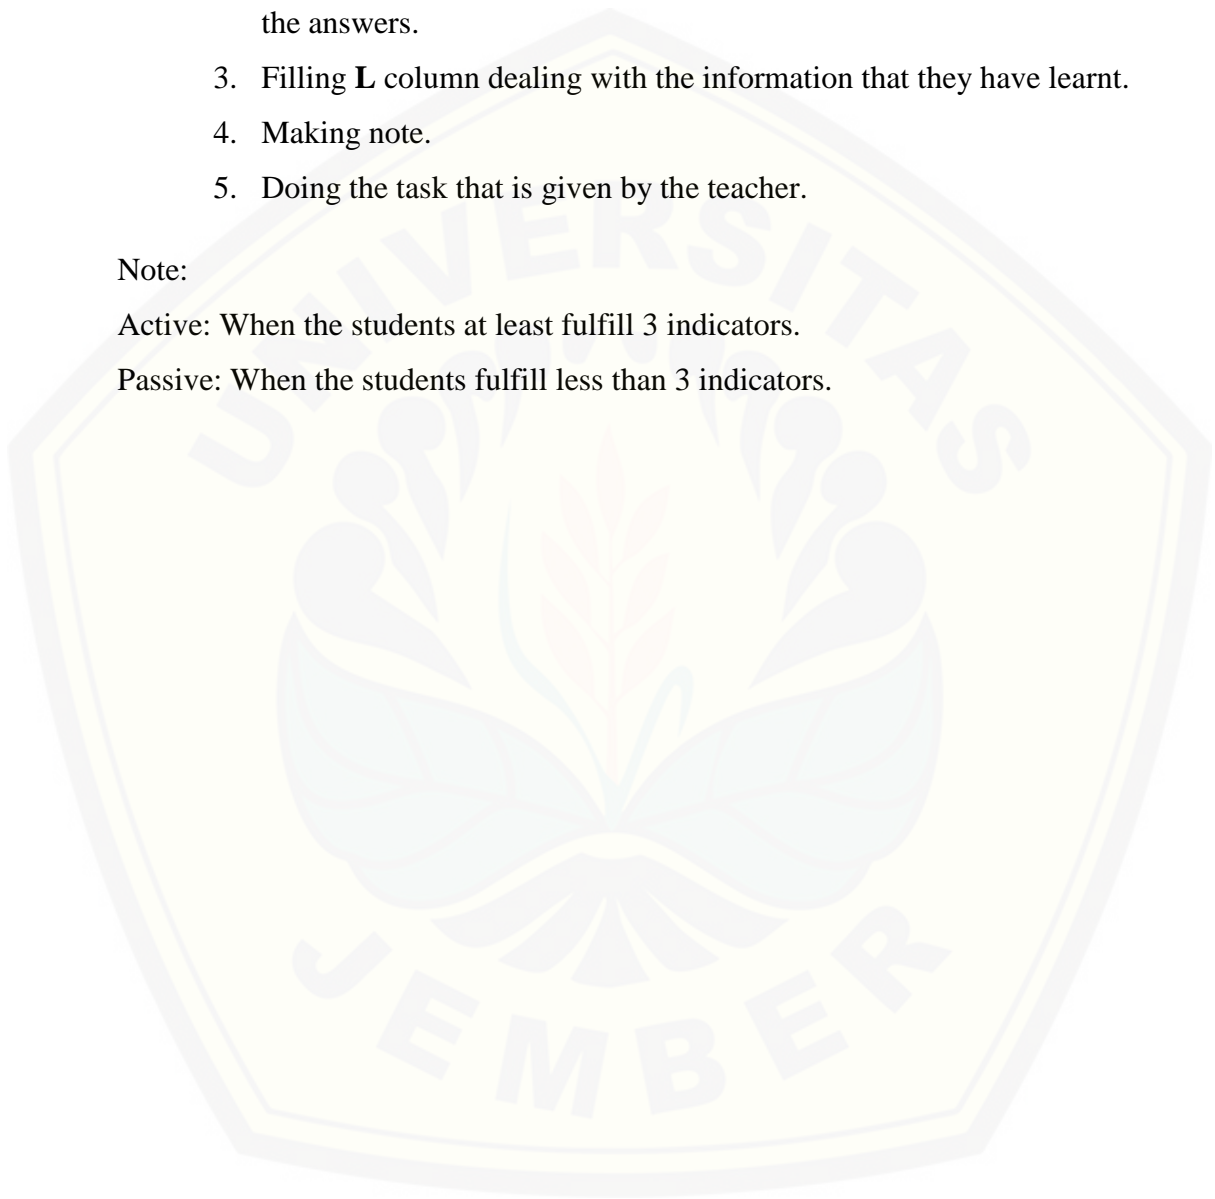 the answers.
3. Filling L column dealing with the information that they have learnt.
4. Making note.
5. Doing the task that is given by the teacher.
Note:
Active: When the students at least fulfill 3 indicators.
Passive: When the students fulfill less than 3 indicators.
UNIVERSITAS
JEMBER